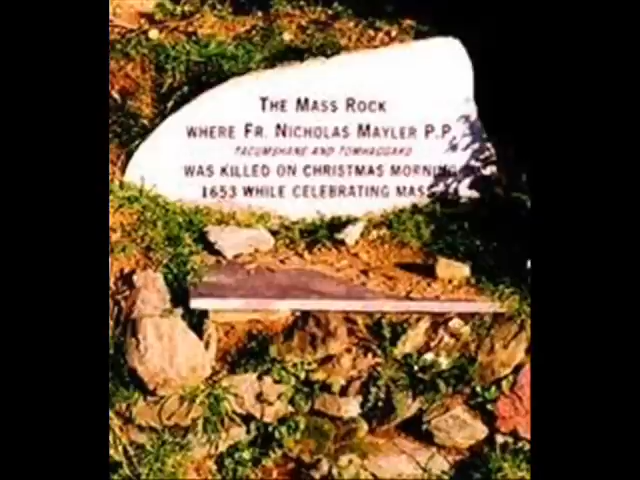 THE MASS ROCK
WHERE FR. NICHOLAS MAYLER P.P.
TACUMSHANE AND TOMHAGGARD
WAS KILLED ON CHRISTMAS MORNING
1653 WHILE CELEBRATING MASS